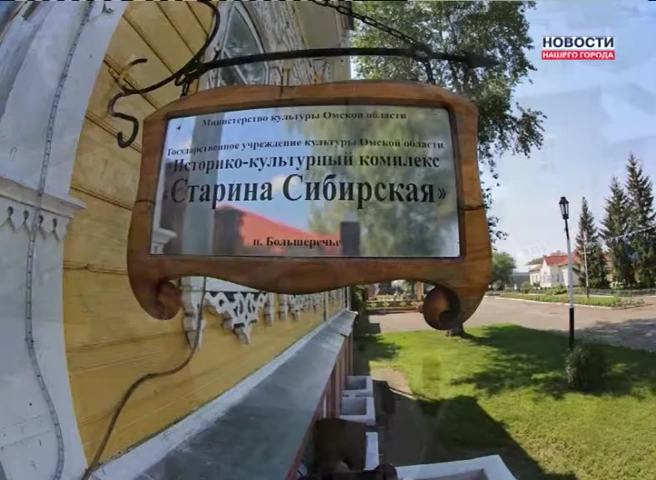 НОВОСТИ
НАШЕГО ГОРОДА
Министерство культуры Омской области
Государственное учреждение культуры Омской области
«Историко-культурный комплекс
«Старина Сибирская»
п. Большеречье